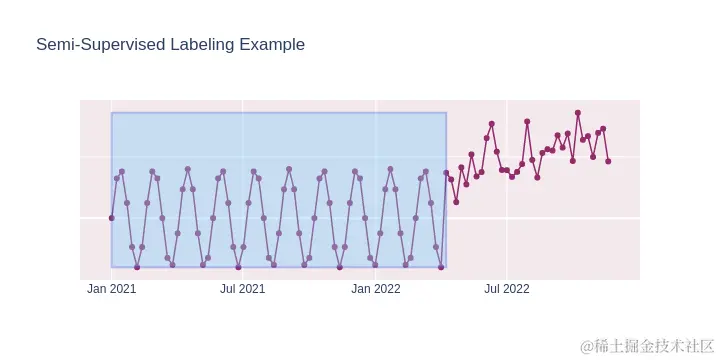 Semi-Supervised Labeling Example
Jan 2021
Jul 2021
Jan 2022
Jul 2022
@稀土掘金技术社区